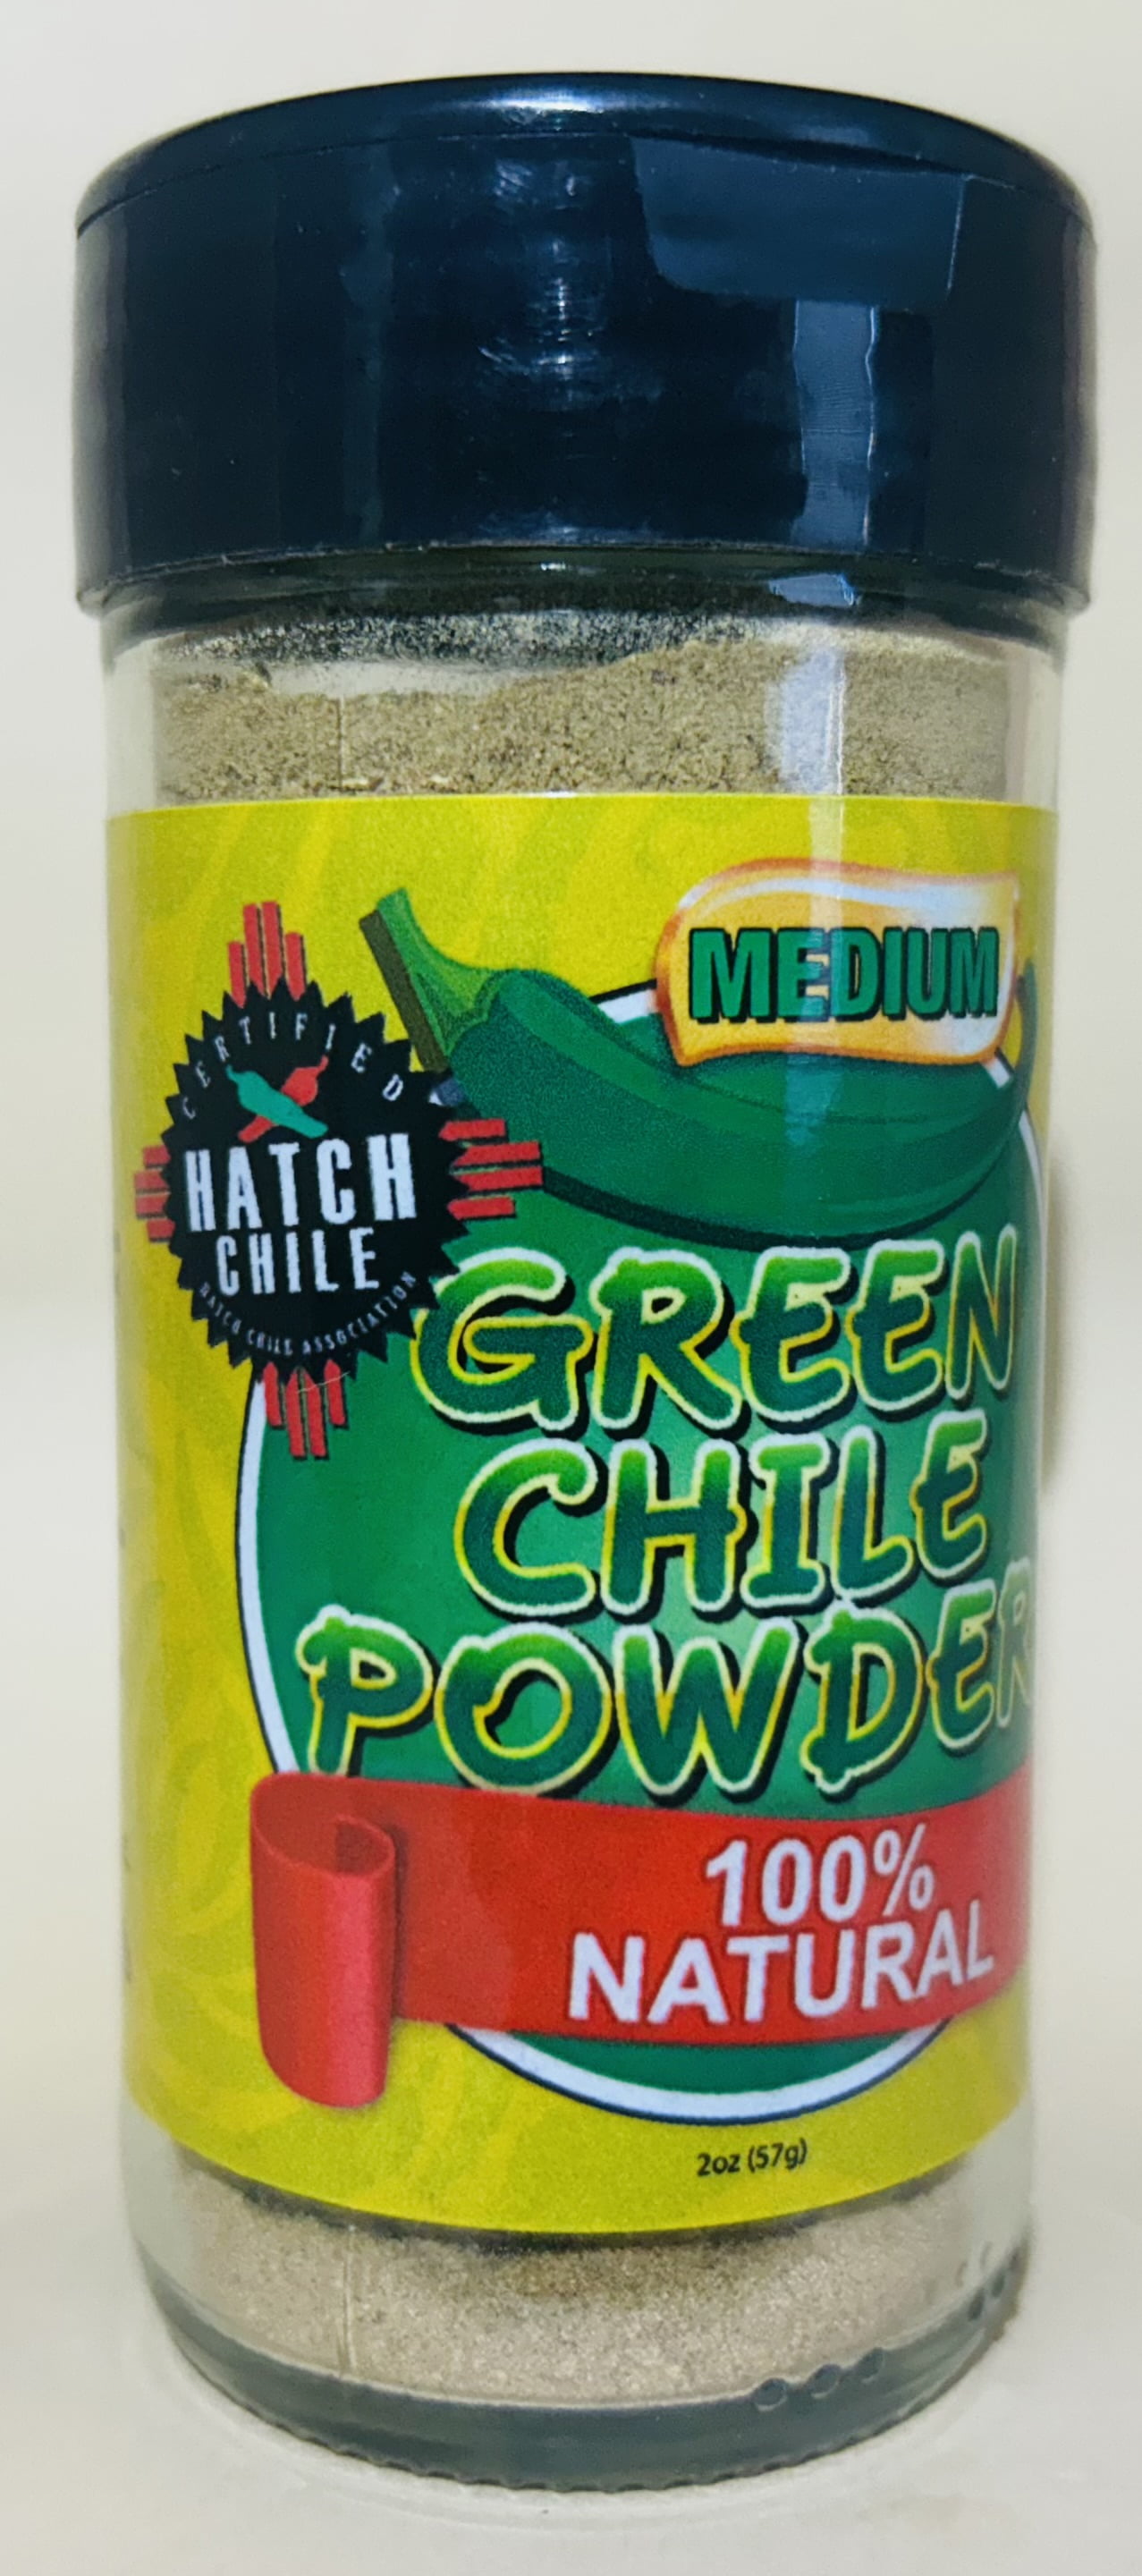 MEDIUM
CERTIFIED
HATCH
CHILE
HATCH CHILE ASSOCIATION
GREEN
CHILE
POWDER
100%
NATURAL
2oz (57g)